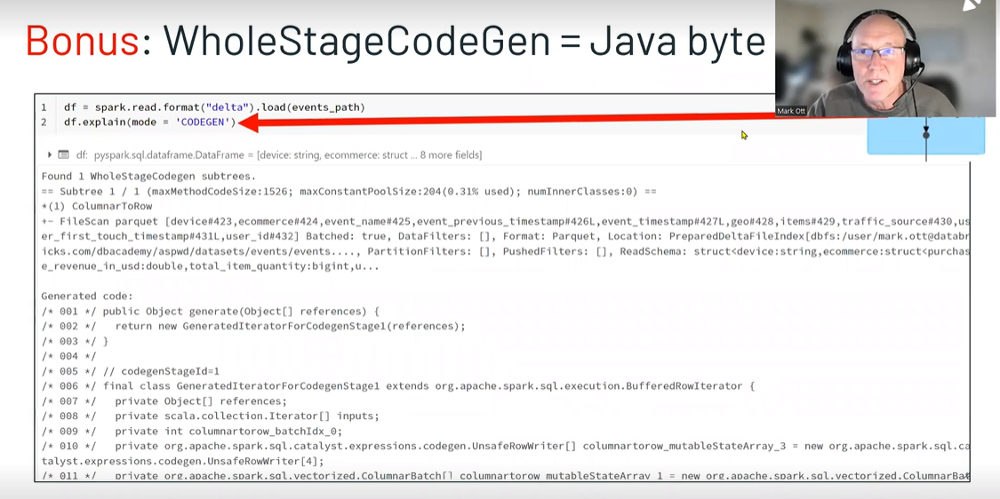 Bonus: WholeStageCodeGen = Java byte
Mark Ott
1 df = spark.read.format("delta").load(events_path)
2 df.explain(mode = 'CODEGEN')
df: pyspark.sql.dataframe.DataFrame = [device: string, ecommerce: struct ... 8 more fields]
Found 1 WholeStageCodegen subtrees.
== Subtree 1 / 1 (maxMethodCodeSize:1526; maxConstantPoolSize:204(0.31% used); numInnerClasses:0) ==
*(1) ColumnarToRow
+- FileScan parquet [device#423,ecommerce#424,event_name#425,event_previous_timestamp#426L,event_timestamp#427L,geo#428,items#429,traffic_source#430,us
er_first_touch_timestamp#431L,user_id#432] Batched: true, DataFilters: [], Format: Parquet, Location: PreparedDeltaFileIndex[dbfs:/user/mark.ott@databr
icks.com/dbacademy/aspwd/datasets/events/events...., PartitionFilters: [], PushedFilters: [], ReadSchema: struct<device:string,ecommerce:struct<purchas
e_revenue_in_usd:double,total_item_quantity:bigint,u...
Generated code:
/* 001 */ public Object generate(Object[] references) {
/* 002 */   return new GeneratedIteratorForCodegenStage1(references);
/* 003 */ }
/* 004 */
/* 005 */ // codegenStageId=1
/* 006 */ final class GeneratedIteratorForCodegenStage1 extends org.apache.spark.sql.execution.BufferedRowIterator {
/* 007 */   private Object[] references;
/* 008 */   private scala.collection.Iterator[] inputs;
/* 009 */   private int columnartorow_batchIdx_0;
/* 010 */   private org.apache.spark.sql.catalyst.expressions.codegen.UnsafeRowWriter[] columnartorow_mutableStateArray_3 = new org.apache.spark.sql.ca
talyst.expressions.codegen.UnsafeRowWriter[4];
/* 011 */   private org.apache.spark.sql.vectorized.ColumnarBatch[] columnartorow_mutableStateArray_1 = new org.apache.spark.sql.vectorized.ColumnarBat